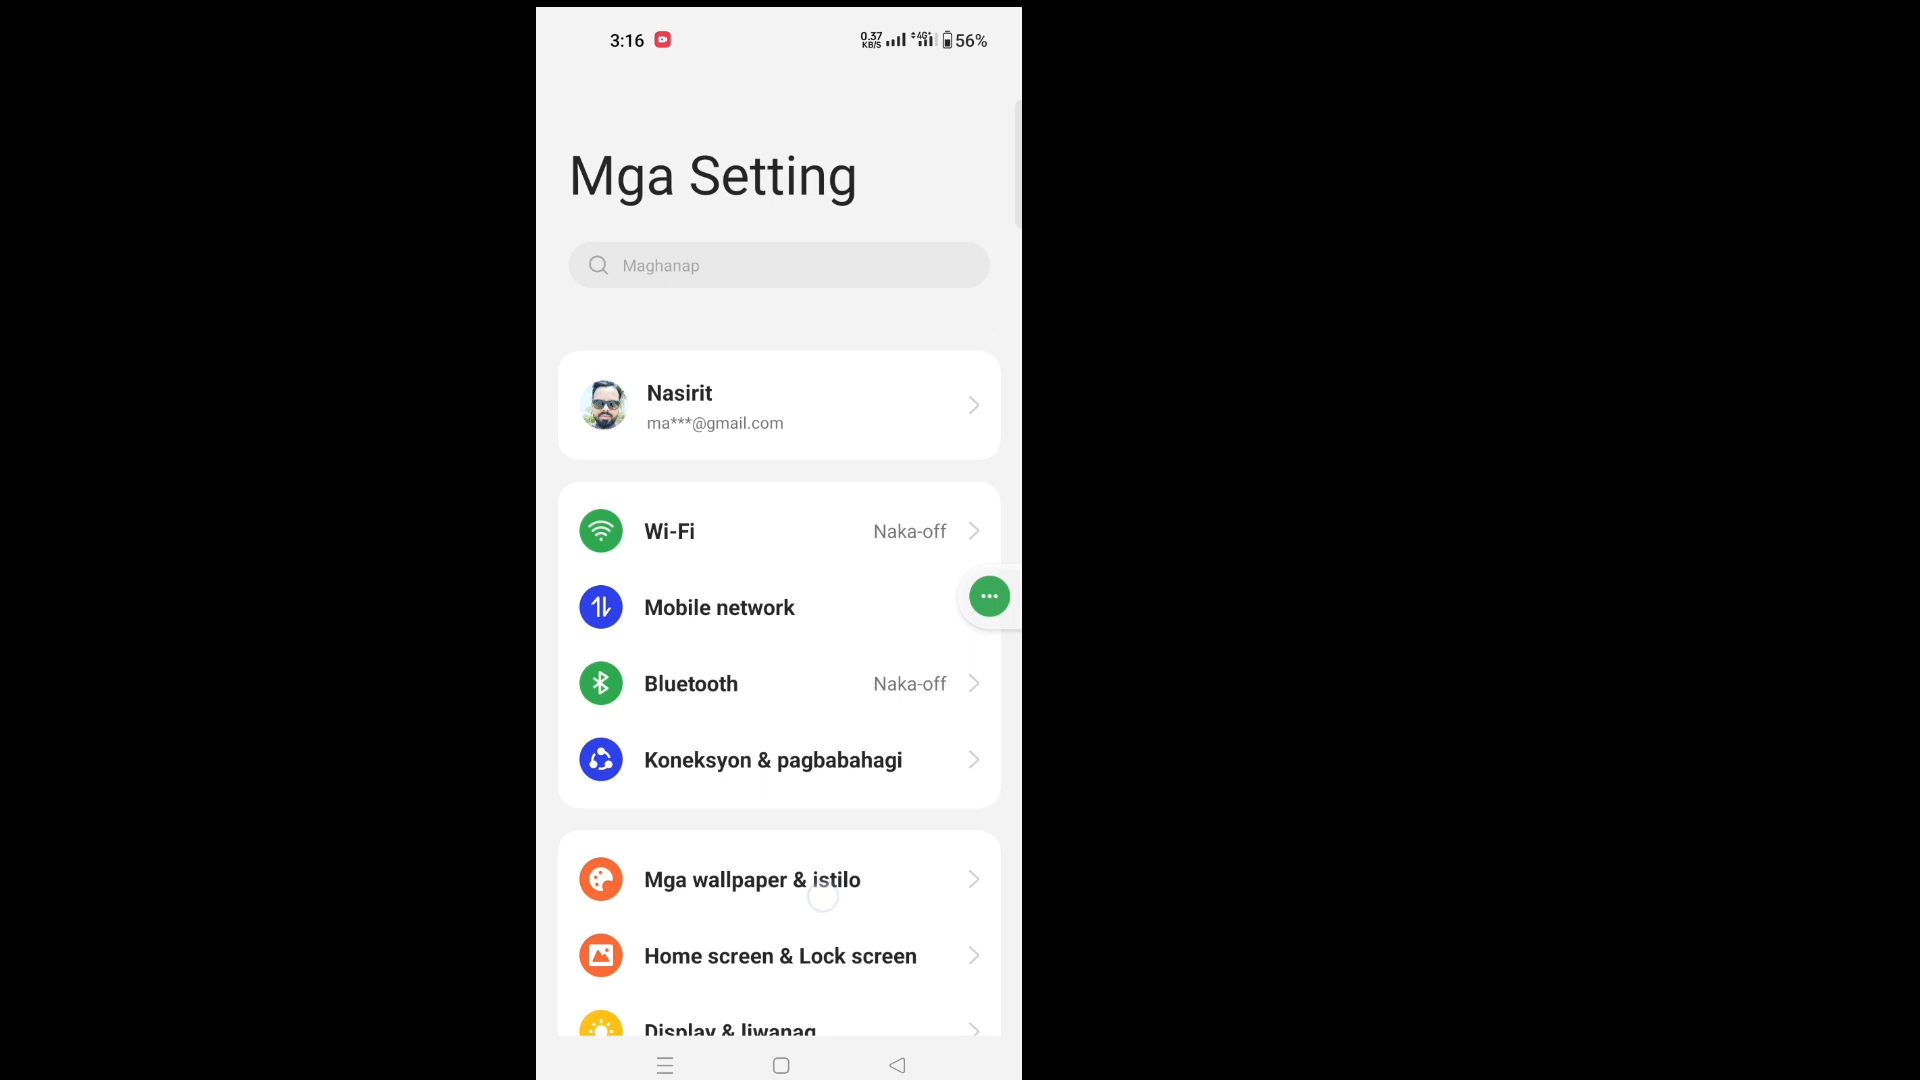 3:16
0.37
KB/S
4G+
56%
Mga Setting
Maghanap
Nasirit
ma***@gmail.com
Wi-Fi
Naka-off
Mobile network
Bluetooth
Naka-off
Koneksyon & pagbabahagi
Mga wallpaper & istilo
Home screen & Lock screen
Display & liwanag